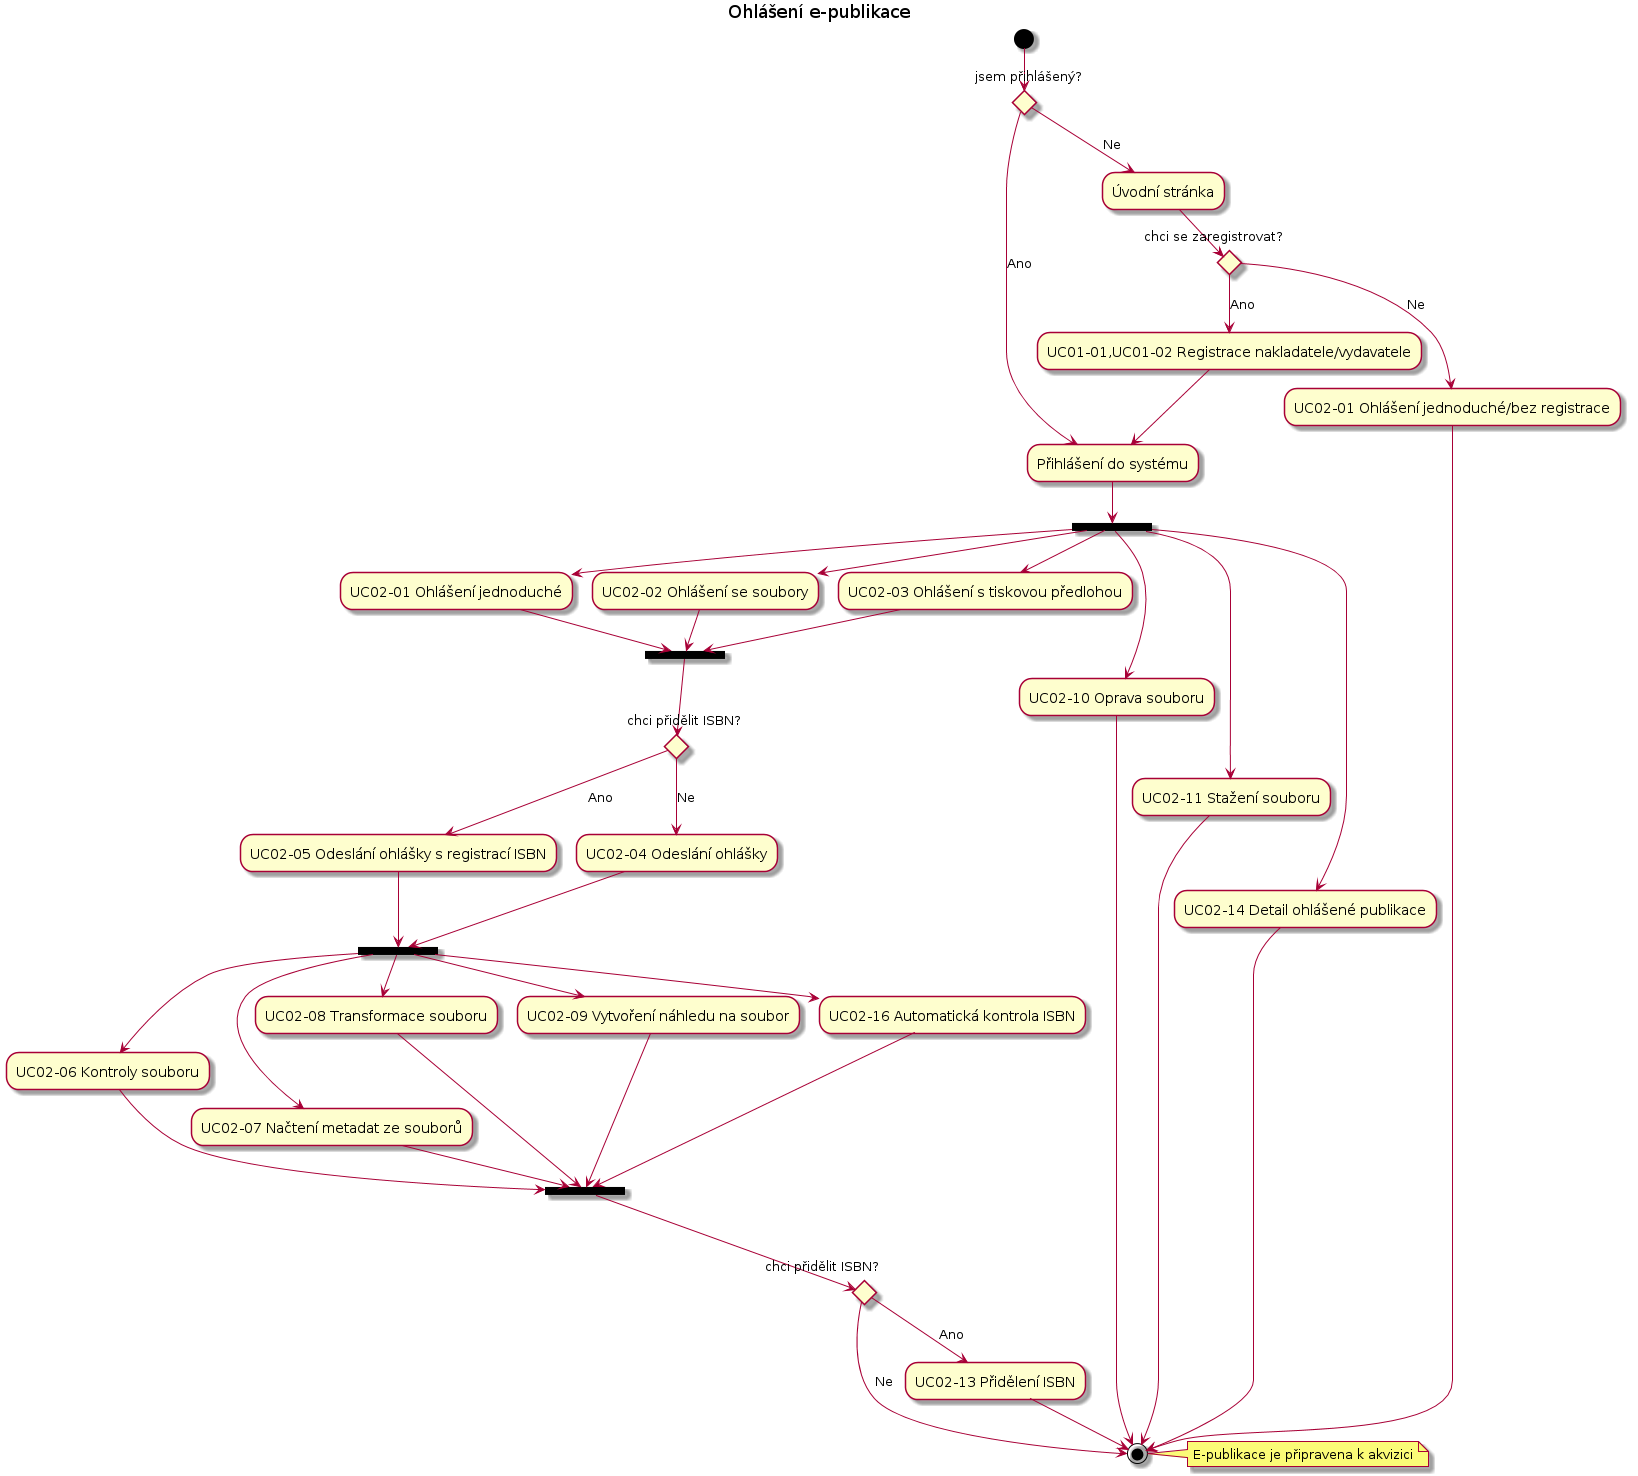 Ohlášení e-publikace
jsem přihlášený?
Ne
Úvodní stránka
chci se zaregistrovat?
Ano
Ano
Ne
UC01-01,UC01-02 Registrace nakladatele/vydavatele
UC02-01 Ohlášení jednoduché/bez registrace
Přihlášení do systému
UC02-01 Ohlášení jednoduché
UC02-02 Ohlášení se soubory
UC02-03 Ohlášení s tiskovou předlohou
UC02-10 Oprava souboru
chci přidělit ISBN?
Ano
Ne
UC02-11 Stažení souboru
UC02-05 Odeslání ohlášky s registrací ISBN
UC02-04 Odeslání ohlášky
UC02-14 Detail ohlášené publikace
UC02-08 Transformace souboru
UC02-09 Vytvoření náhledu na soubor
UC02-16 Automatická kontrola ISBN
UC02-06 Kontroly souboru
UC02-07 Načtení metadat ze souborů
chci přidělit ISBN?
Ano
Ne
UC02-13 Přidělení ISBN
E-publikace je připravena k akvizici